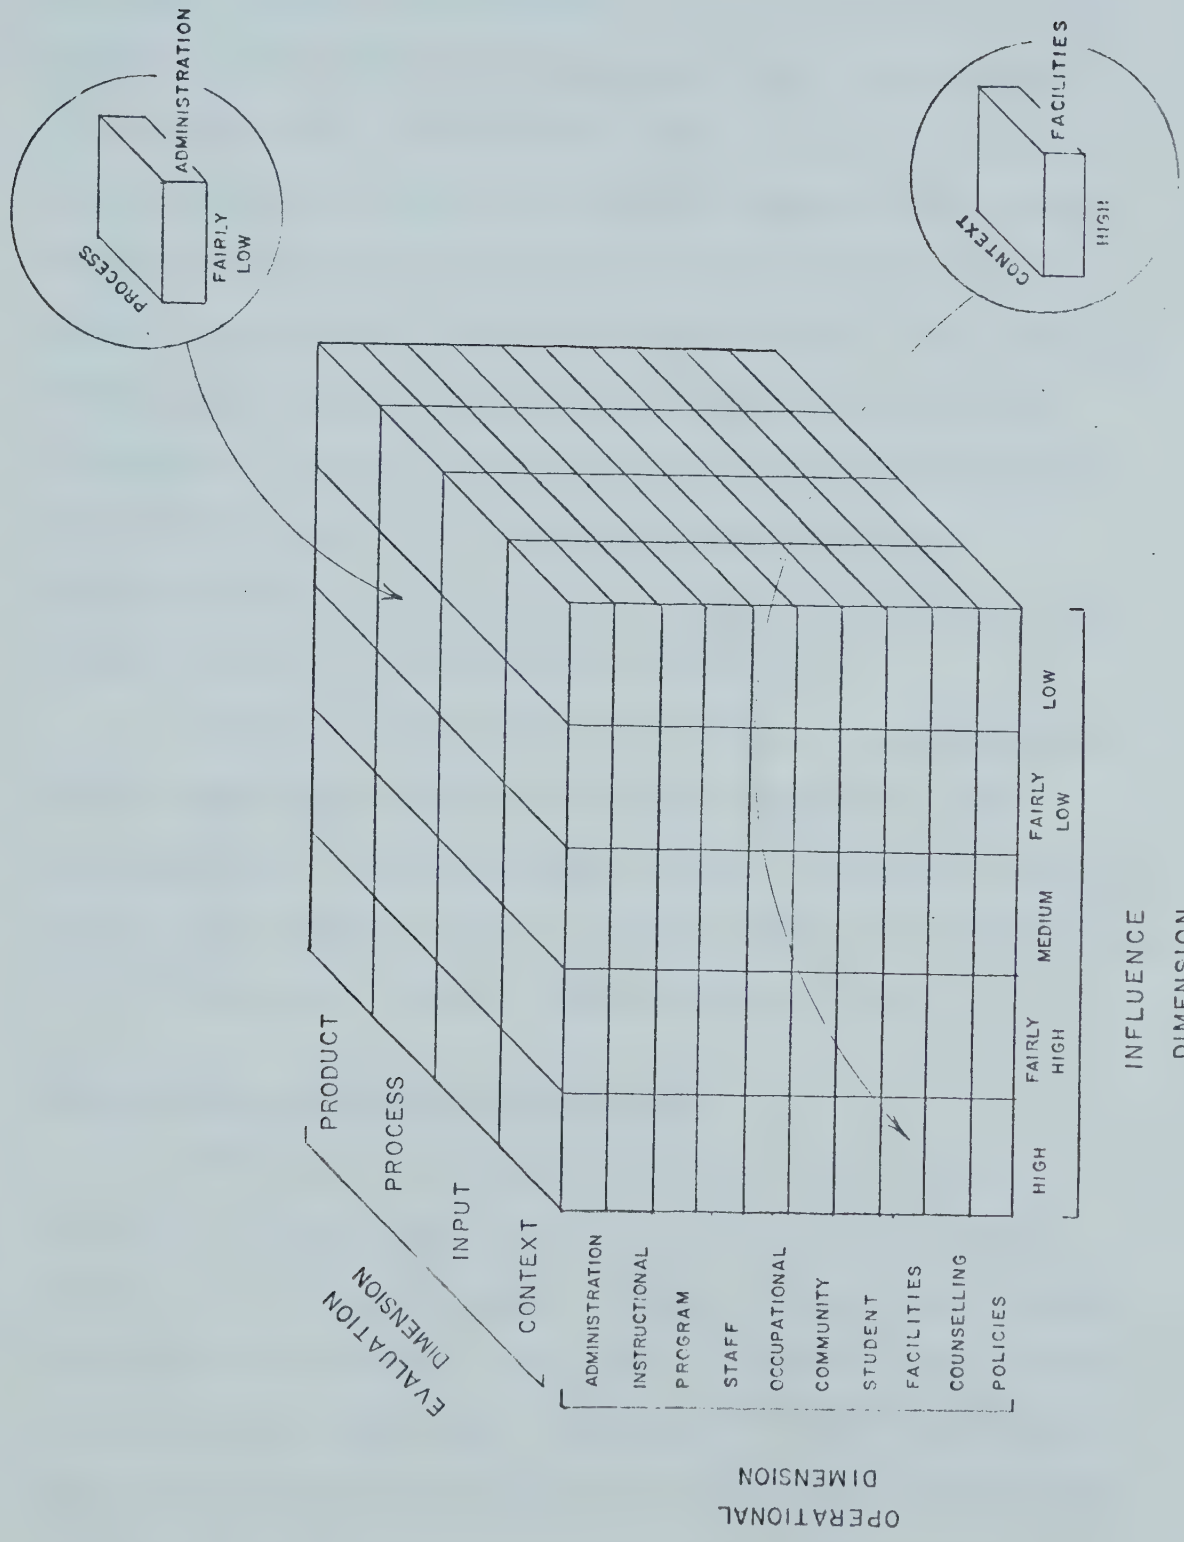 PROCESS
ADMINISTRATION
FAIRLY
LOW
CONTEXT
FACILITIES
HIGH
EVALUATION
DIMENSION
PRODUCT
PROCESS
INPUT
CONTEXT
OPERATIONAL
DIMENSION
ADMINISTRATION
INSTRUCTIONAL
PROGRAM
STAFF
OCCUPATIONAL
COMMUNITY
STUDENT
FACILITIES
COUNSELLING
POLICIES
HIGH
FAIRLY
HIGH
MEDIUM
FAIRLY
LOW
LOW
INFLUENCE
DIMENSION